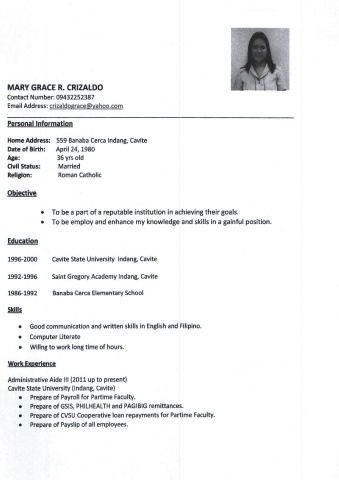 MARY GRACE R. CRIZALDO
Contact Number: 09432252387
Email Address: crizaldograce@yahoo.com
Personal Information
Home Address: 559 Banaba Cerca Indang, Cavite
Date of Birth: April 24, 1980
Age: 36 yrs old
Civil Status: Married
Religion: Roman Catholic
Objective
• To be a part of a reputable institution in achieving their goals.
• To be employ and enhance my knowledge and skills in a gainful position.
Education
1996-2000 Cavite State University Indang, Cavite
1992-1996 Saint Gregory Academy Indang, Cavite
1986-1992 Banaba Cerca Elementary School
Skills
• Good communication and written skills in English and Filipino.
• Computer Literate
• Willing to work long time of hours.
Work Experience
Administrative Aide III (2011 up to present)
Cavite State University (Indang, Cavite)
• Prepare of Payroll for Partime Faculty.
• Prepare of GSIS, PHILHEALTH and PAGIBIG remittances.
• Prepare of CVSU Cooperative loan repayments for Partime Faculty.
• Prepare of Payslip of all employees.